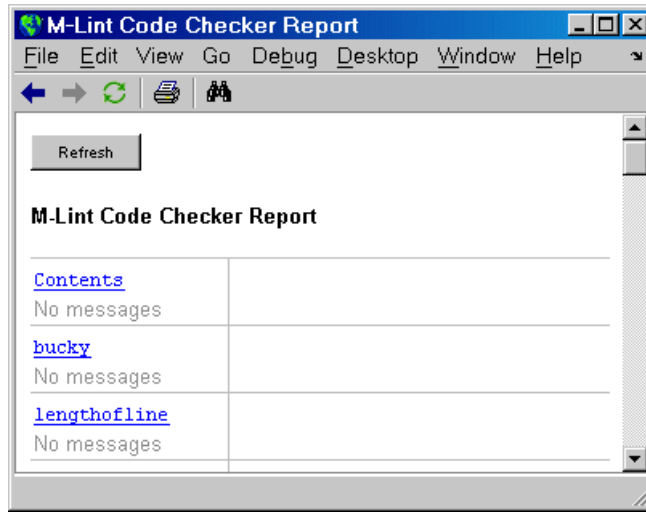 M-Lint Code Checker Report
File Edit View Go Debug Desktop Window Help
Refresh
M-Lint Code Checker Report
Contents
No messages
bucky
No messages
lengthofline
No messages